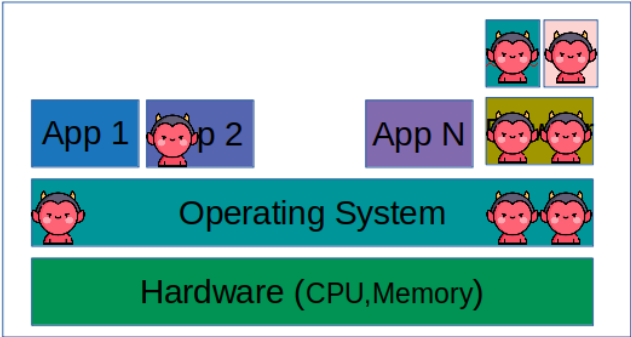 App 1
p 2
App N
Operating System
Hardware (CPU,Memory)